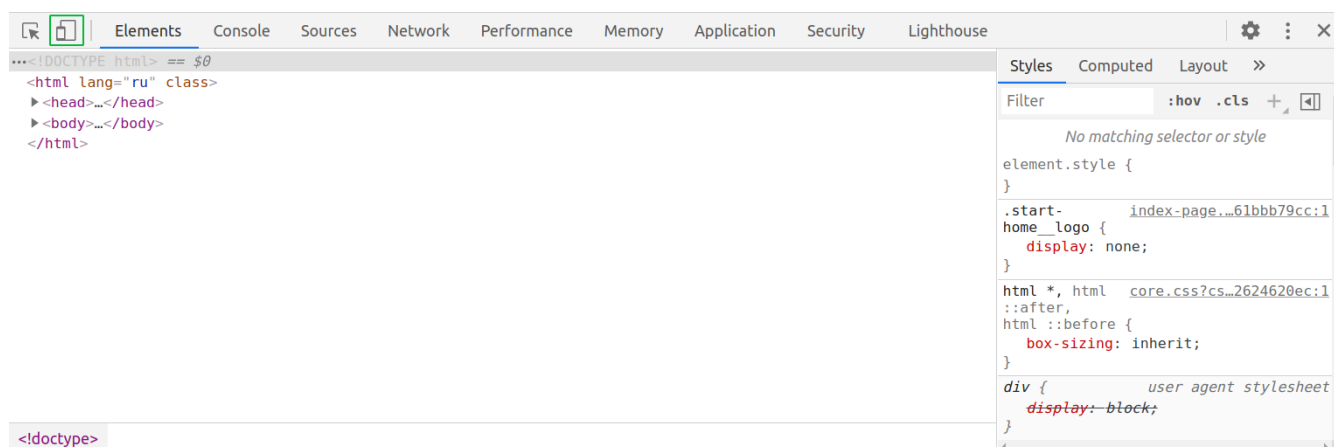 Elements Console Sources Network Performance Memory Application Security Lighthouse
…<!DOCTYPE html> == $0
<html lang="ru" class>
<head>…</head>
<body>…</body>
</html>
<!doctype>
Styles Computed Layout »
Filter :hov .cls +
No matching selector or style
element.style {
}
.start- index-page.…61bbb79cc:1
home__logo {
display: none;
}
html *, html core.css?cs…2624620ec:1
::after,
html ::before {
box-sizing: inherit;
}
div { user agent stylesheet
display: block;
}